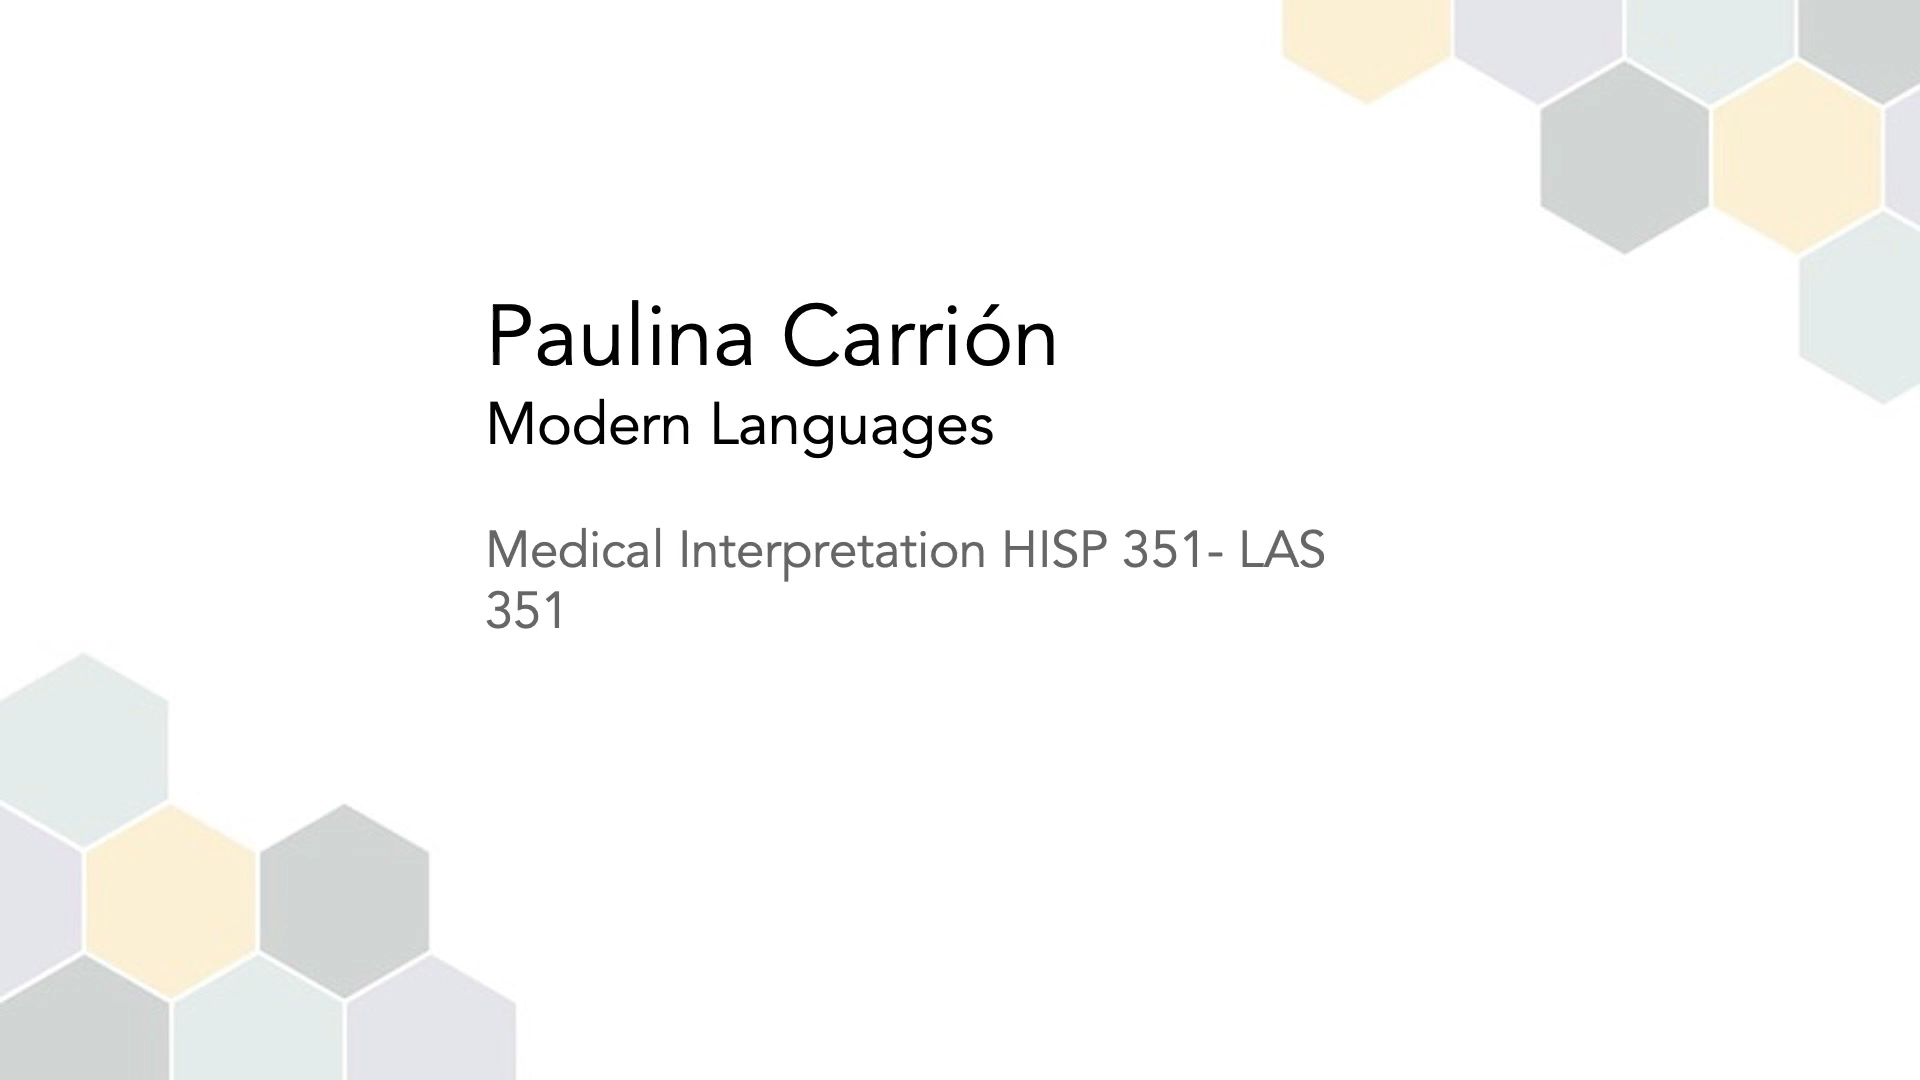 Paulina Carrión
Modern Languages
Medical Interpretation HISP 351- LAS
351